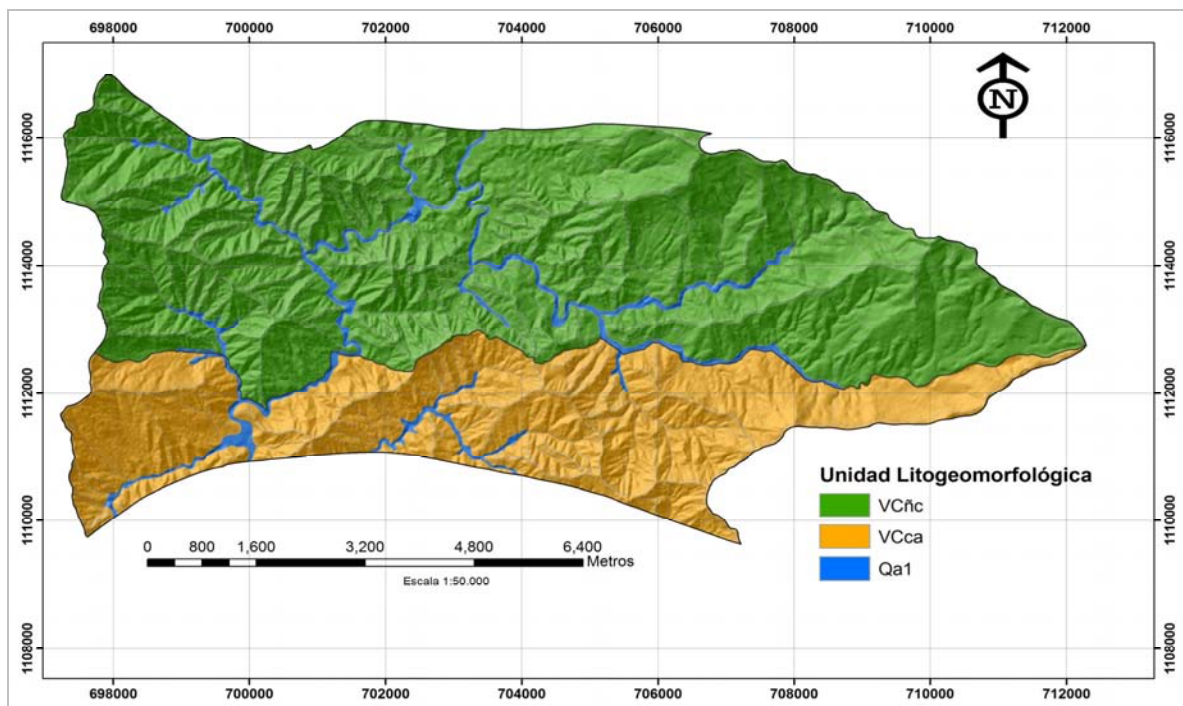 698000 700000 702000 704000 706000 708000 710000 712000
N
1116000 1116000
1114000 1114000
1112000 1112000
Unidad Litogeomorfológica
VCñc
VCca
Qa1
1110000 1110000
0 800 1,600 3,200 4,800 6,400
Metros
Escala 1:50.000
1108000 1108000
698000 700000 702000 704000 706000 708000 710000 712000